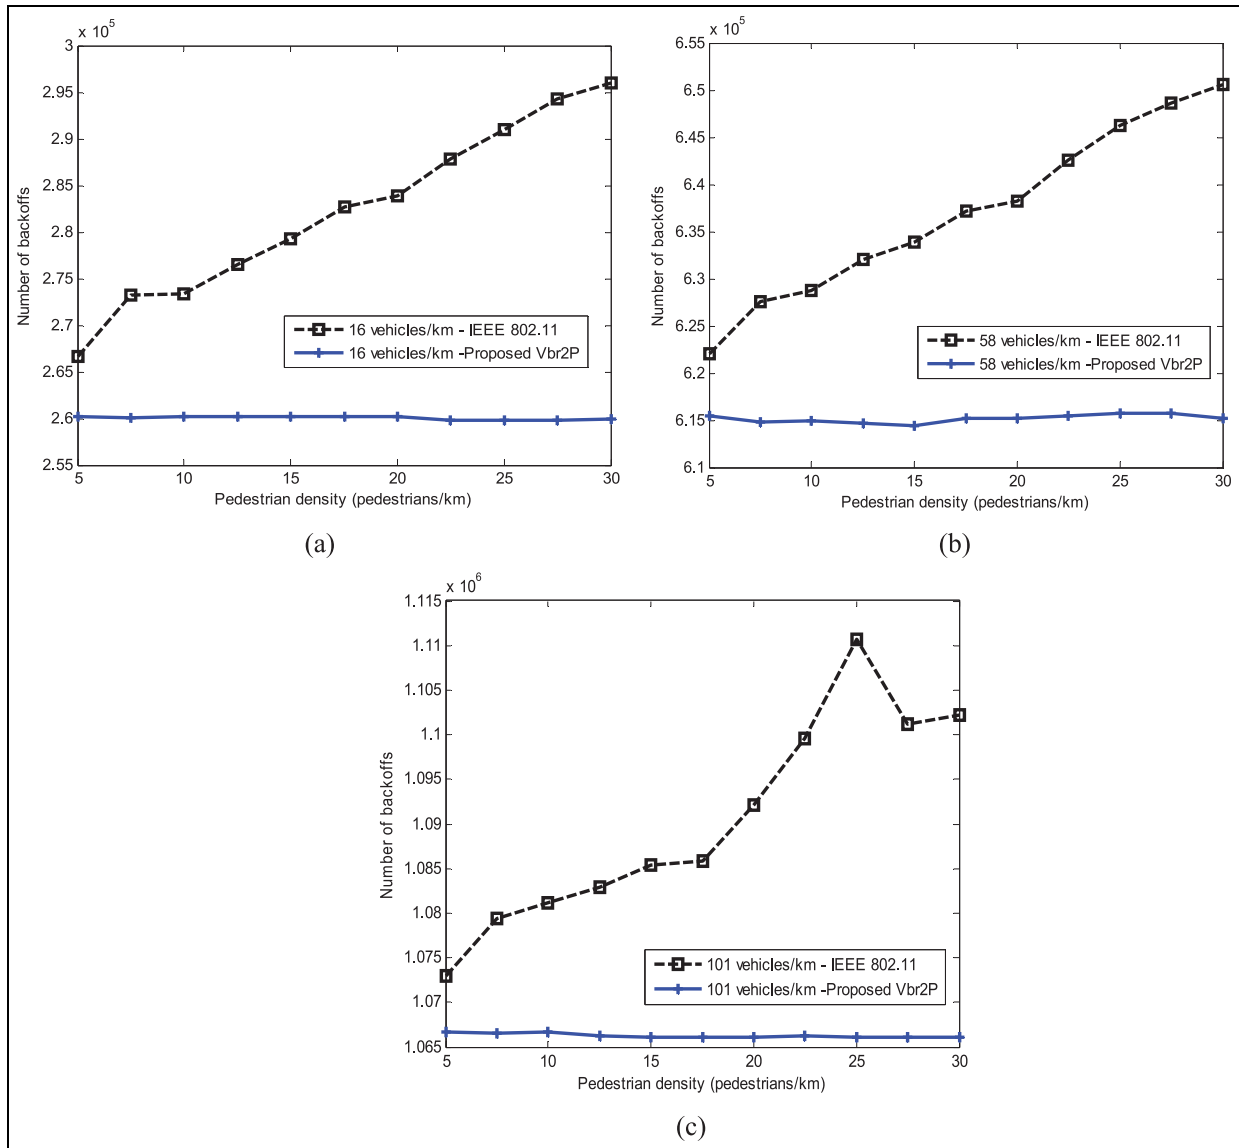 x 10^5
3
2.95
2.9
2.85
2.8
2.75
2.7
2.65
2.6
2.55
Number of backoffs
16 vehicles/km - IEEE 802.11
16 vehicles/km -Proposed Vbr2P
5 10 15 20 25 30
Pedestrian density (pedestrians/km)
(a)
x 10^5
6.55
6.5
6.45
6.4
6.35
6.3
6.25
6.2
6.15
6.1
Number of backoffs
58 vehicles/km - IEEE 802.11
58 vehicles/km -Proposed Vbr2P
5 10 15 20 25 30
Pedestrian density (pedestrians/km)
(b)
x 10^6
1.115
1.11
1.105
1.1
1.095
1.09
1.085
1.08
1.075
1.07
1.065
Number of backoffs
101 vehicles/km - IEEE 802.11
101 vehicles/km -Proposed Vbr2P
5 10 15 20 25 30
Pedestrian density (pedestrians/km)
(c)